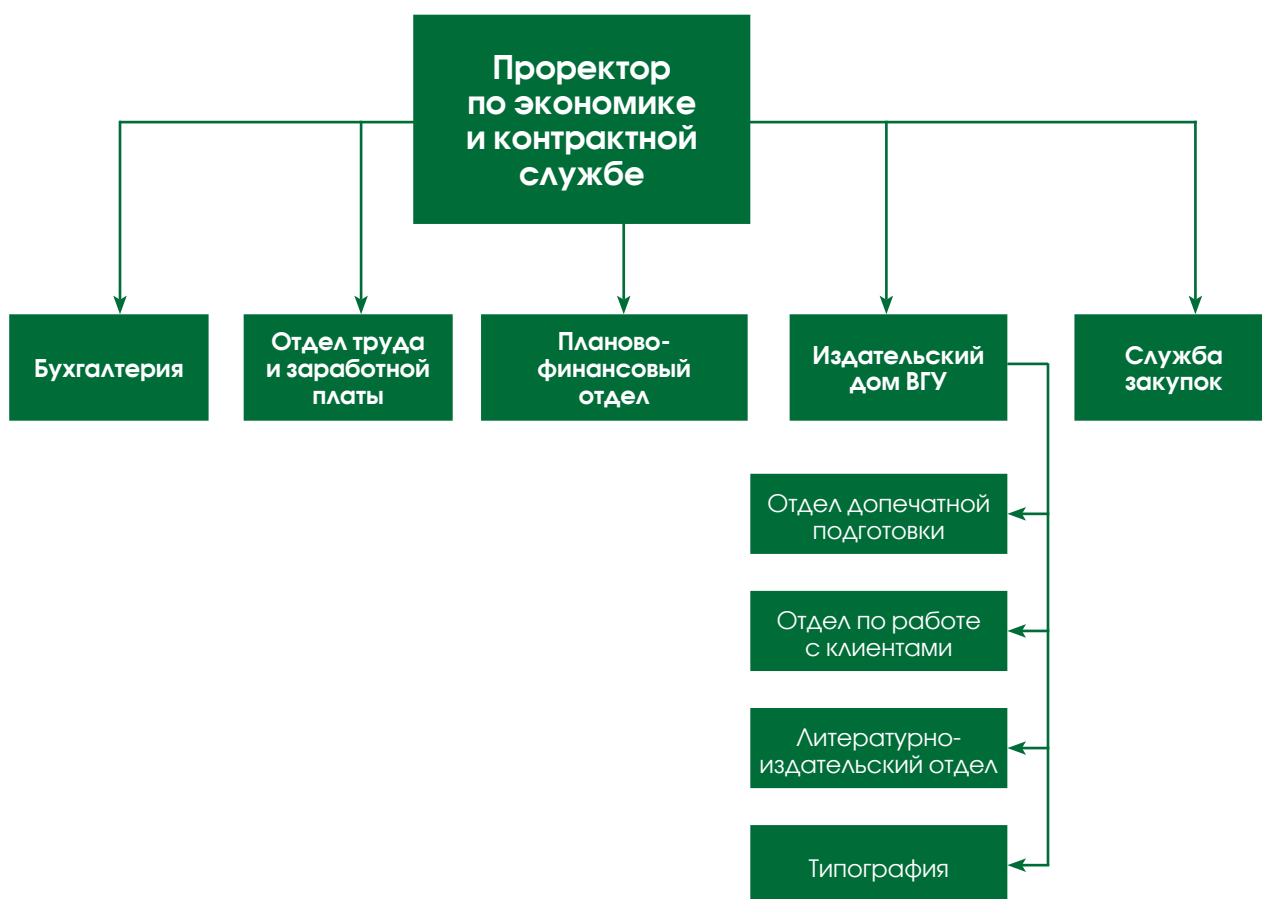 Проректор
по экономике
и контрактной
службе
Бухгалтерия
Отдел труда
и заработной
платы
Планово-
финансовый
отдел
Издательский
дом ВГУ
Служба
закупок
Отдел допечатной
подготовки
Отдел по работе
с клиентами
Литературно-
издательский отдел
Типография